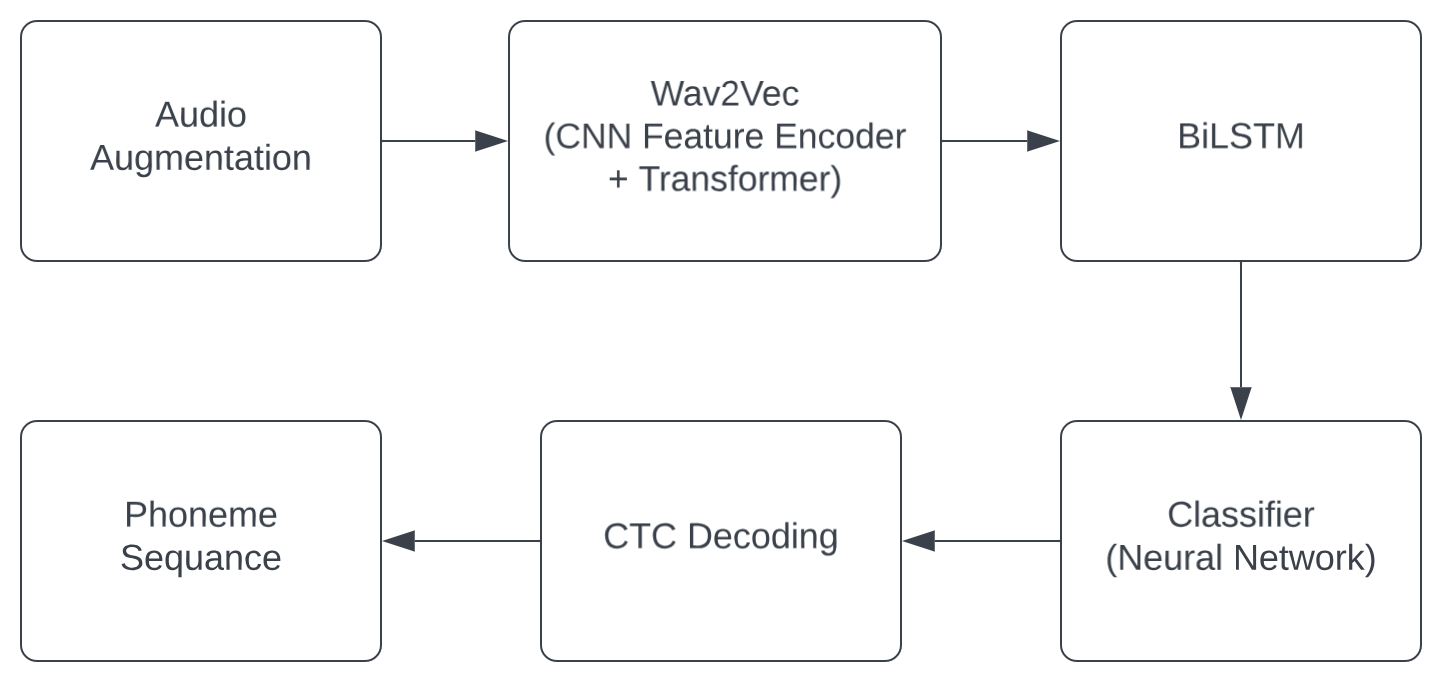 Audio
Augmentation
Wav2Vec
(CNN Feature Encoder
+ Transformer)
BiLSTM
Phoneme
Sequance
CTC Decoding
Classifier
(Neural Network)